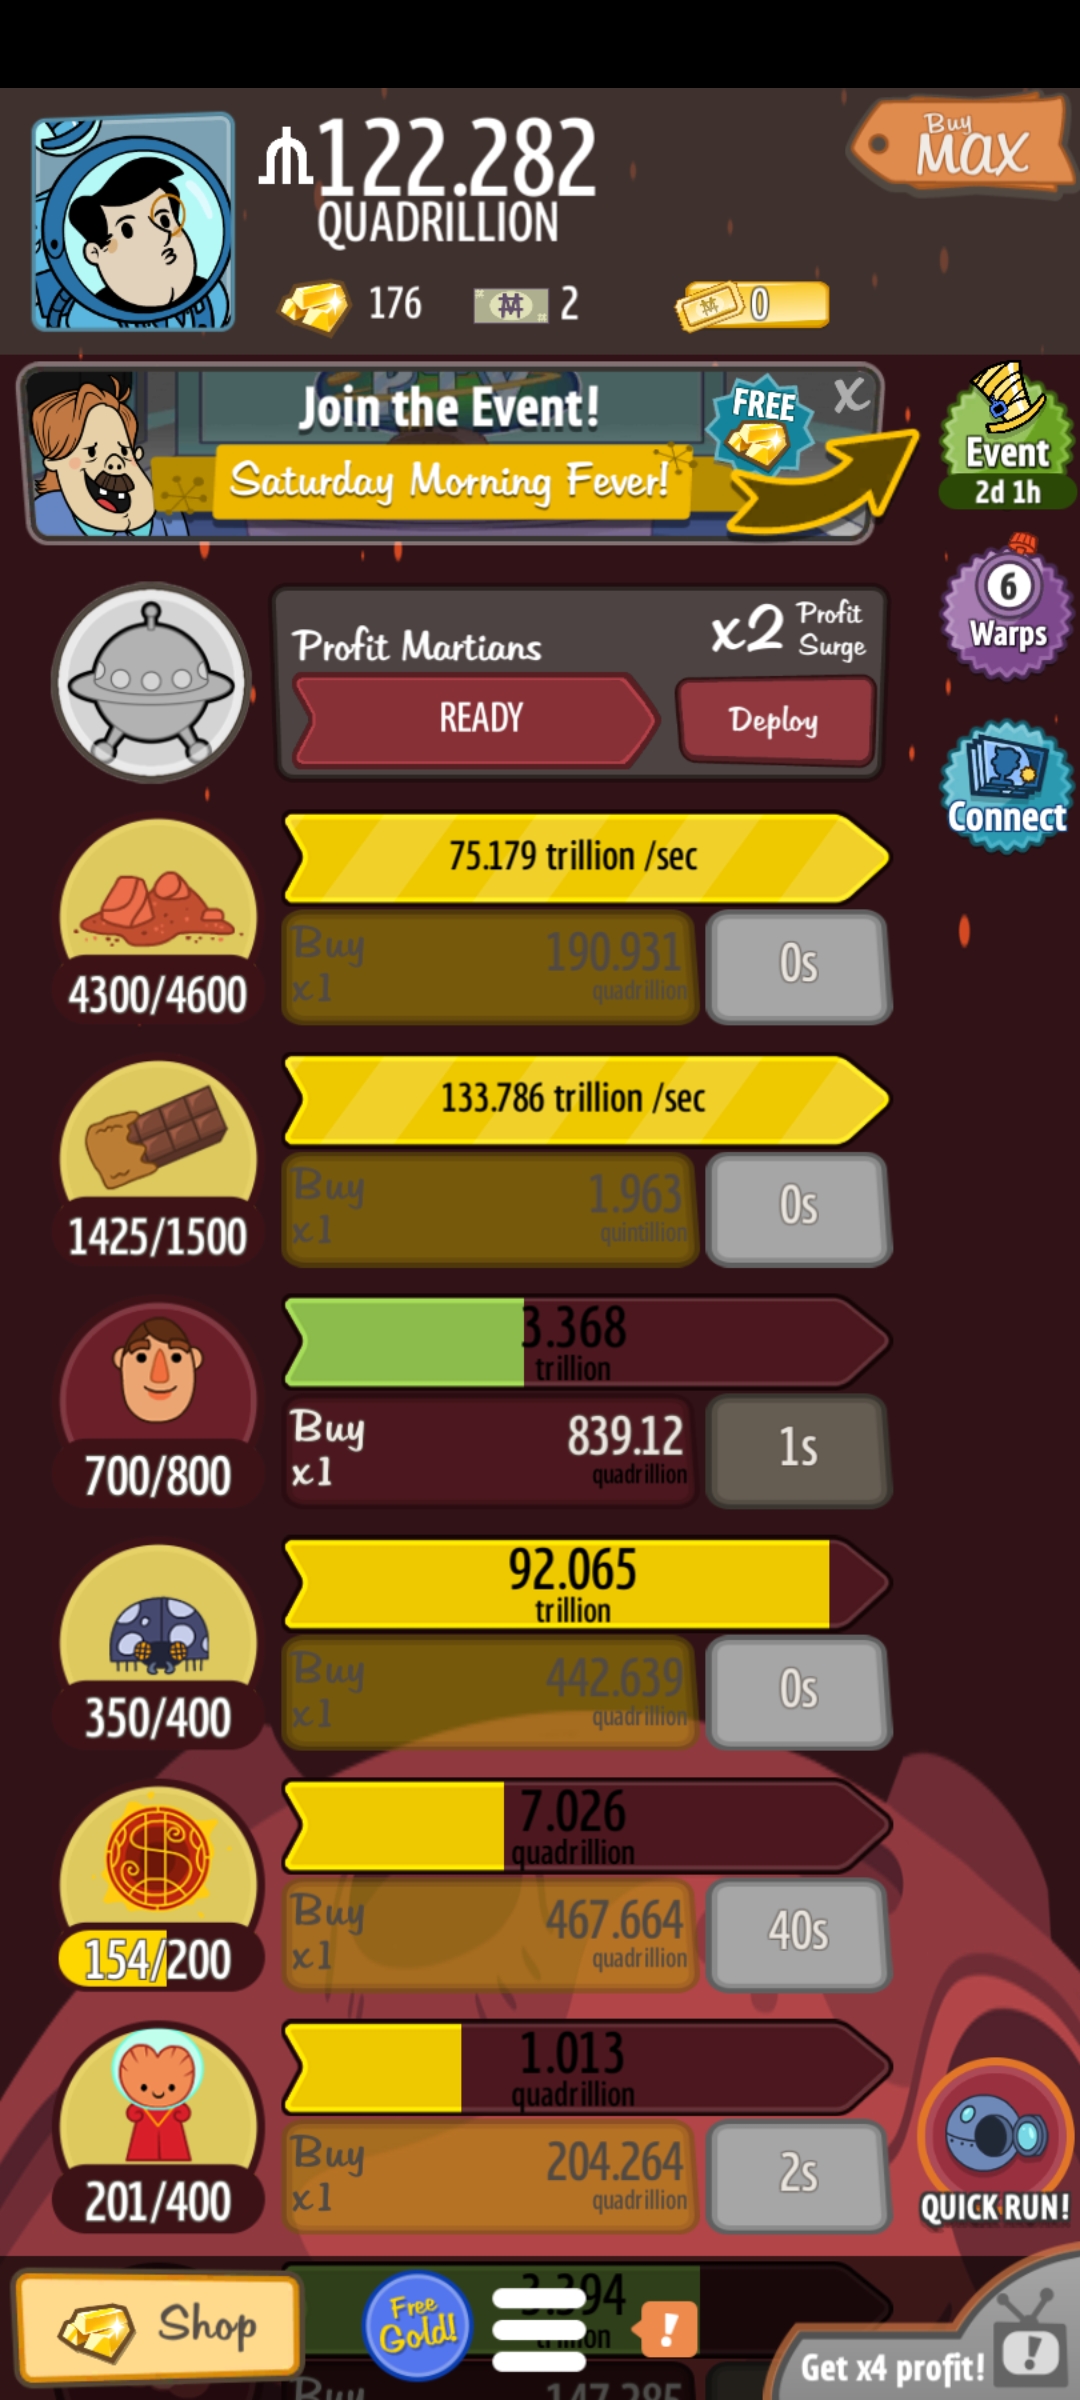 122.282
QUADRILLION
Buy
MAX
176
2
0
Join the Event!
FREE
X
Saturday Morning Fever!
Event
2d 1h
6
Warps
Connect
Profit Martians
x2 Profit Surge
READY
Deploy
75.179 trillion /sec
Buy x1
190.931 quadrillion
0s
4300/4600
133.786 trillion /sec
Buy x1
1.963 quintillion
0s
1425/1500
3.368
trillion
Buy x1
839.12 quadrillion
1s
700/800
92.065
trillion
Buy x1
442.639 quadrillion
0s
350/400
7.026
quadrillion
Buy x1
467.664 quadrillion
40s
154/200
1.013
quadrillion
Buy x1
204.264 quadrillion
2s
201/400
QUICK RUN!
Shop
Free
Gold!
!
Get x4 profit!
!
Buy
147.285